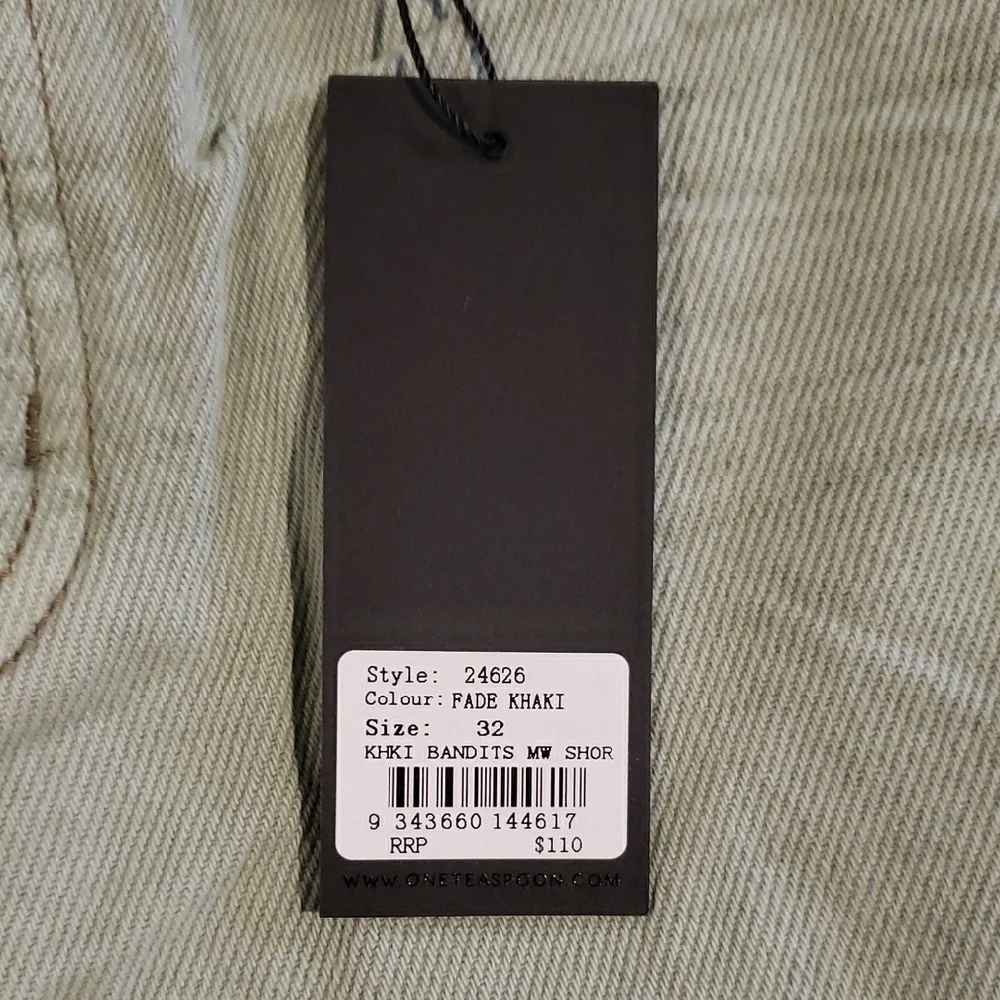 Style: 24626
Colour: FADE KHAKI
Size: 32
KHKI BANDITS MW SHOR
9 343660 144617
RRP $110
WWW.ONETEASPOON.COM